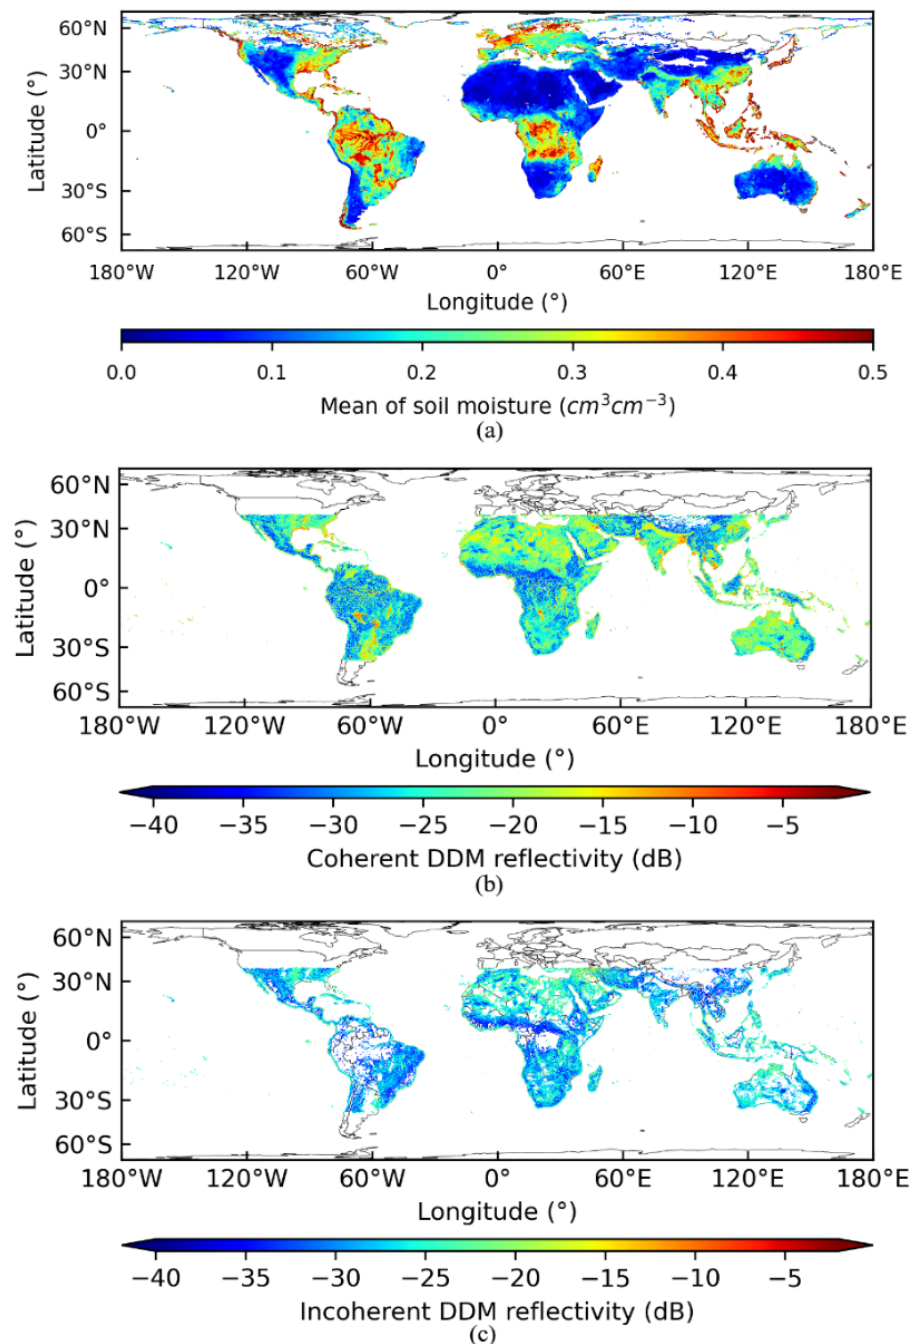 60°N
30°N
0°
30°S
60°S
Latitude (°)
180°W 120°W 60°W 0° 60°E 120°E 180°E
Longitude (°)
0.0 0.1 0.2 0.3 0.4 0.5
Mean of soil moisture (cm³cm⁻³)
(a)
60°N
30°N
0°
30°S
60°S
Latitude (°)
180°W 120°W 60°W 0° 60°E 120°E 180°E
Longitude (°)
−40 −35 −30 −25 −20 −15 −10 −5
Coherent DDM reflectivity (dB)
(b)
60°N
30°N
0°
30°S
60°S
Latitude (°)
180°W 120°W 60°W 0° 60°E 120°E 180°E
Longitude (°)
−40 −35 −30 −25 −20 −15 −10 −5
Incoherent DDM reflectivity (dB)
(c)